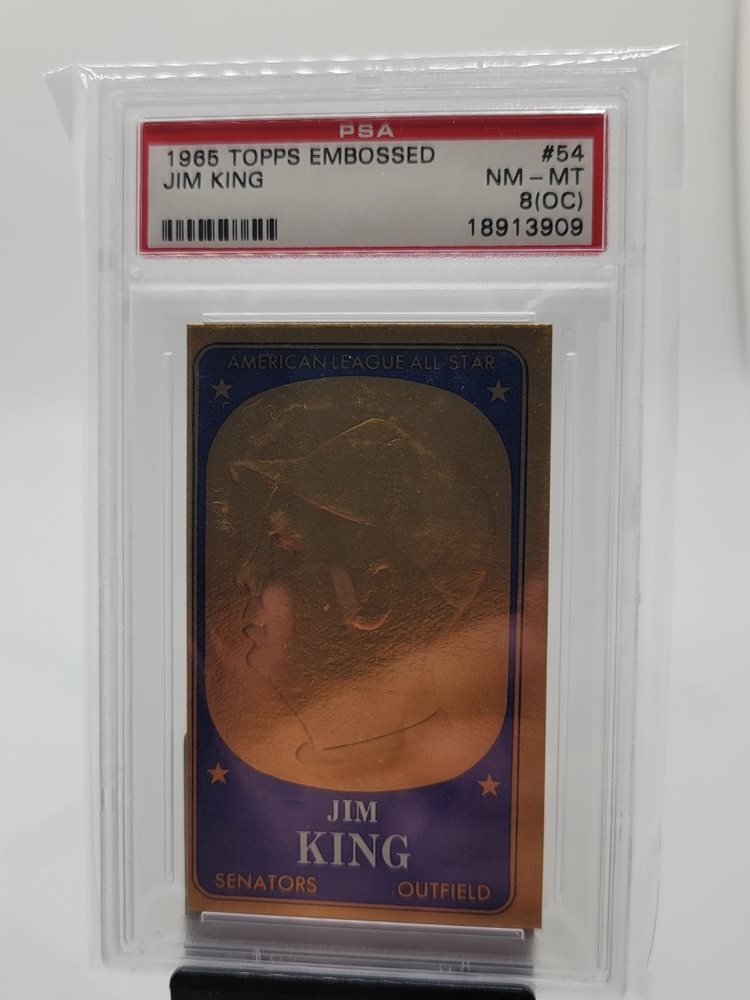 PSA
1965 TOPPS EMBOSSED #54
JIM KING NM - MT
8(OC)
18913909
AMERICAN LEAGUE ALL-STAR
JIM
KING
SENATORS OUTFIELD